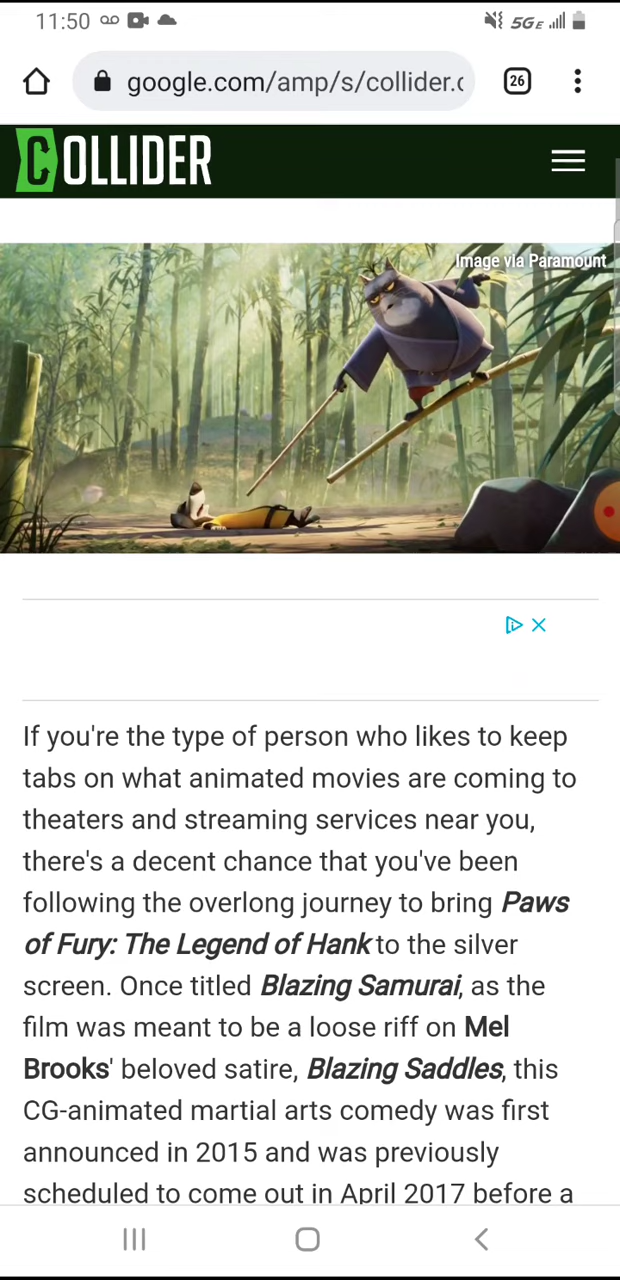 11:50
5GE
google.com/amp/s/collider.c
26
COLLIDER
Image via Paramount
If you're the type of person who likes to keep
tabs on what animated movies are coming to
theaters and streaming services near you,
there's a decent chance that you've been
following the overlong journey to bring Paws
of Fury: The Legend of Hank to the silver
screen. Once titled Blazing Samurai, as the
film was meant to be a loose riff on Mel
Brooks' beloved satire, Blazing Saddles, this
CG-animated martial arts comedy was first
announced in 2015 and was previously
scheduled to come out in April 2017 before a